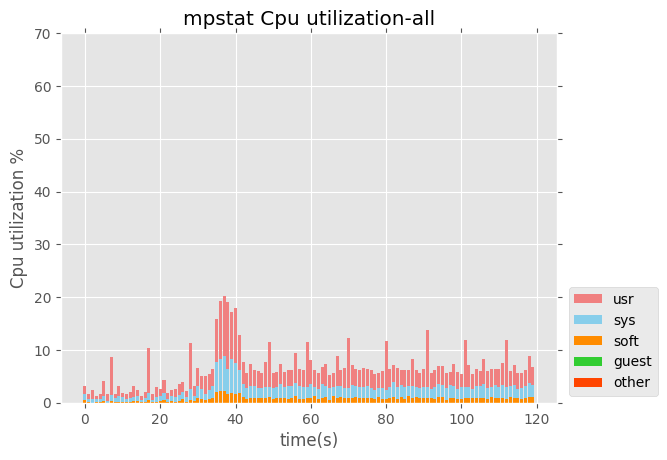 mpstat Cpu utilization-all
Cpu utilization %
70
60
50
40
30
20
10
0
0 20 40 60 80 100 120
time(s)
usr
sys
soft
guest
other